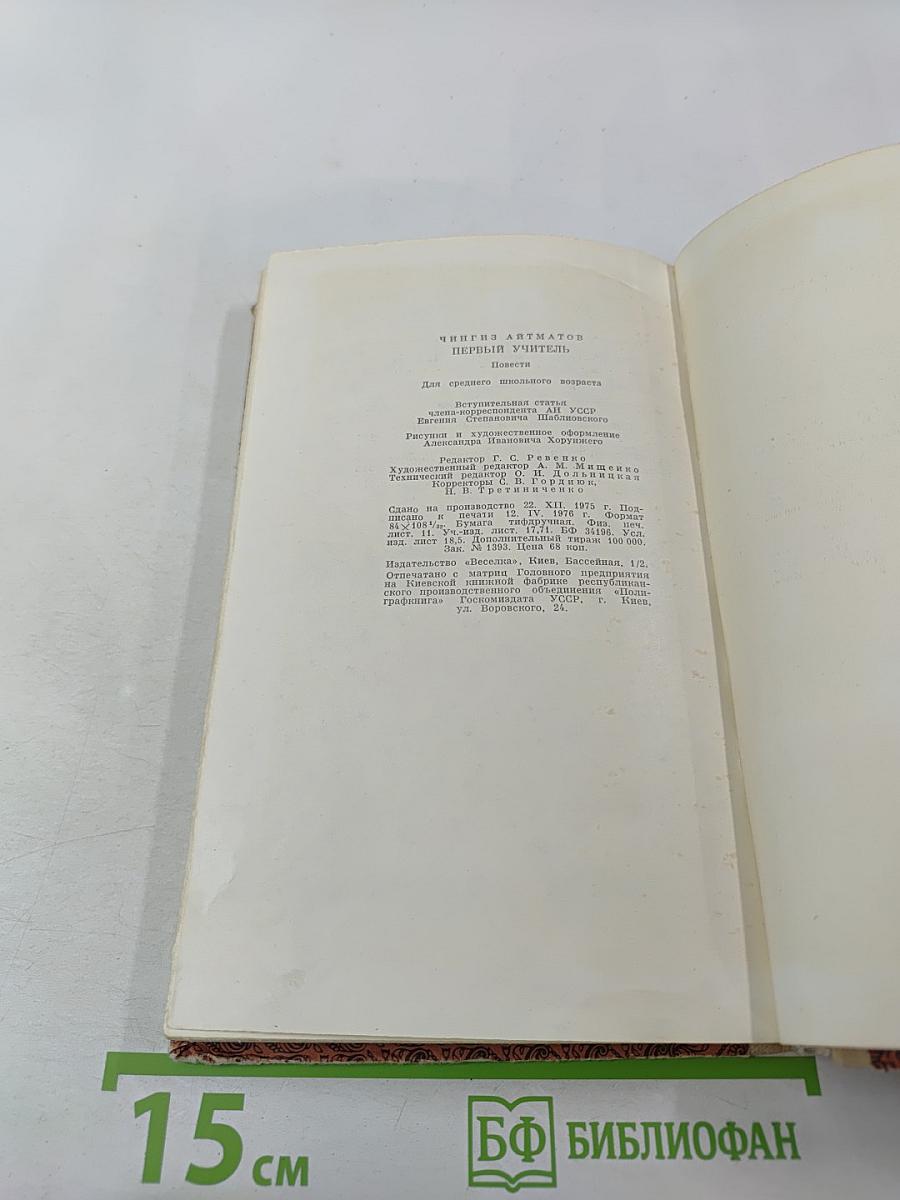 ЧИНГИЗ АЙТМАТОВ
ПЕРВЫЙ УЧИТЕЛЬ
Повести
Для среднего школьного возраста
Вступительная статья
члена-корреспондента АН УССР
Евгения Степановича Шаблиовского
Рисунки и художественное оформление
Александра Ивановича Хорунжего
Редактор Г. С. Ревенко
Художественный редактор А. М. Мищенко
Технический редактор О. И. Дольницкая
Корректоры С. В. Гордиюк,
Н. В. Третиниченко
Сдано на производство 22. XII. 1975 г. Под-
писано к печати 12. IV. 1976 г. Формат
84×108 1/32. Бумага тифдручная. Физ. печ.
лист. 11. Уч.-изд. лист. 17,71. БФ 34196. Усл.
изд. лист 18,5. Дополнительный тираж 100 000.
Зак. № 1393. Цена 68 коп.
Издательство «Веселка», Киев, Бассейная, 1/2.
Отпечатано с матриц Головного предприятия
на Киевской книжной фабрике республикан-
ского производственного объединения «Поли-
графкнига» Госкомиздата УССР, г. Киев,
ул. Воровского, 24.
15 см
БФ БИБЛИОФАН